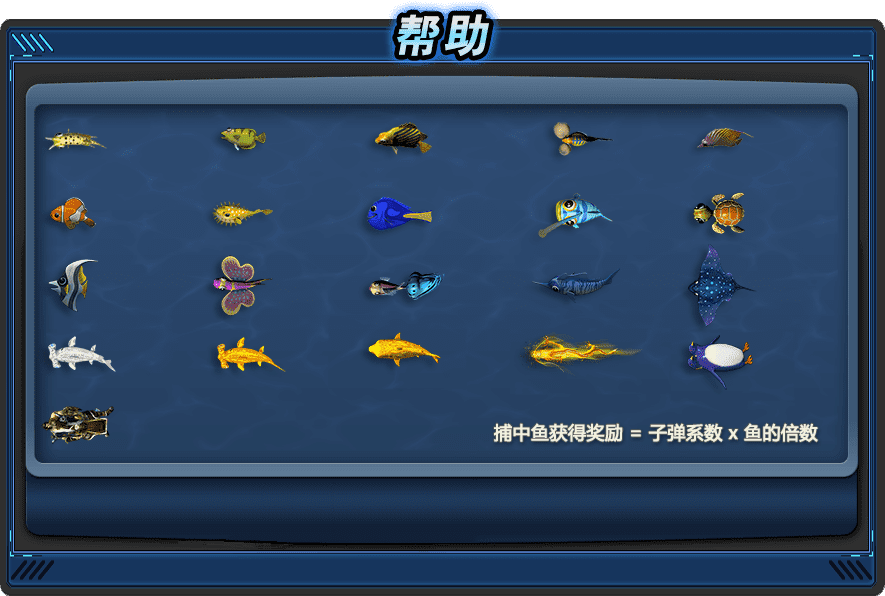 帮助
捕中鱼获得奖励 = 子弹系数 x 鱼的倍数